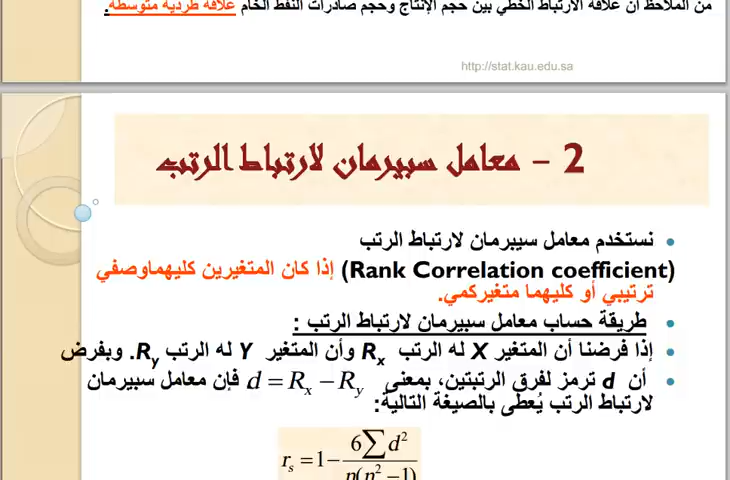 من الملاحظ أن علاقة الارتباط الخطي بين حجم الإنتاج وحجم صادرات النفط الخام علاقة طردية متوسطة.
http://stat.kau.edu.sa
2 - معامل سبيرمان لارتباط الرتب
نستخدم معامل سيبرمان لارتباط الرتب
(Rank Correlation coefficient) إذا كان المتغيرين كليهماوصفي
ترتيبي أو كليهما متغيركمي.
طريقة حساب معامل سبيرمان لارتباط الرتب :
إذا فرضنا أن المتغير X له الرتب Rx وأن المتغير Y له الرتب Ry. وبفرض
أن d ترمز لفرق الرتبتين، بمعنى d = Rx − Ry فإن معامل سبيرمان
لارتباط الرتب يُعطى بالصيغة التالية:
rs = 1 − 6∑d² / n(n² − 1)